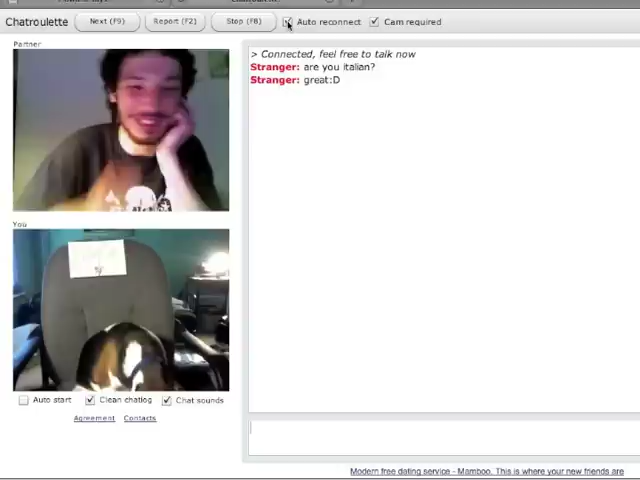 Chatroulette
Next (F9)
Report (F2)
Stop (F8)
Auto reconnect
Cam required
Partner
> Connected, feel free to talk now
Stranger: are you italian?
Stranger: great:D
You
Auto start
Clean chatlog
Chat sounds
Agreement
Contacts
Modern free dating service - Mamboo. This is where your new friends are